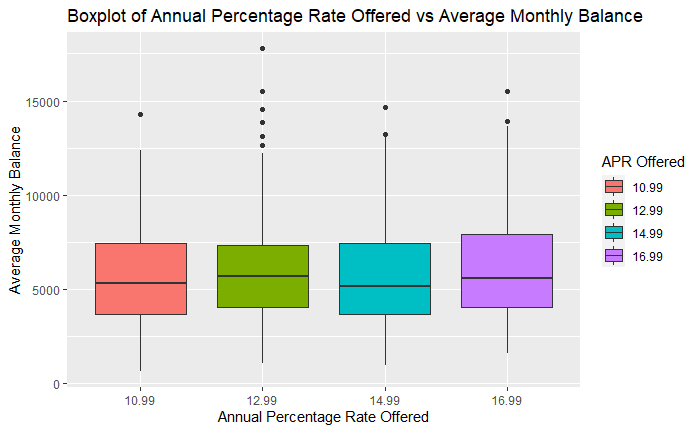 Boxplot of Annual Percentage Rate Offered vs Average Monthly Balance
Average Monthly Balance
15000
10000
5000
0
10.99 12.99 14.99 16.99
Annual Percentage Rate Offered
APR Offered
10.99
12.99
14.99
16.99